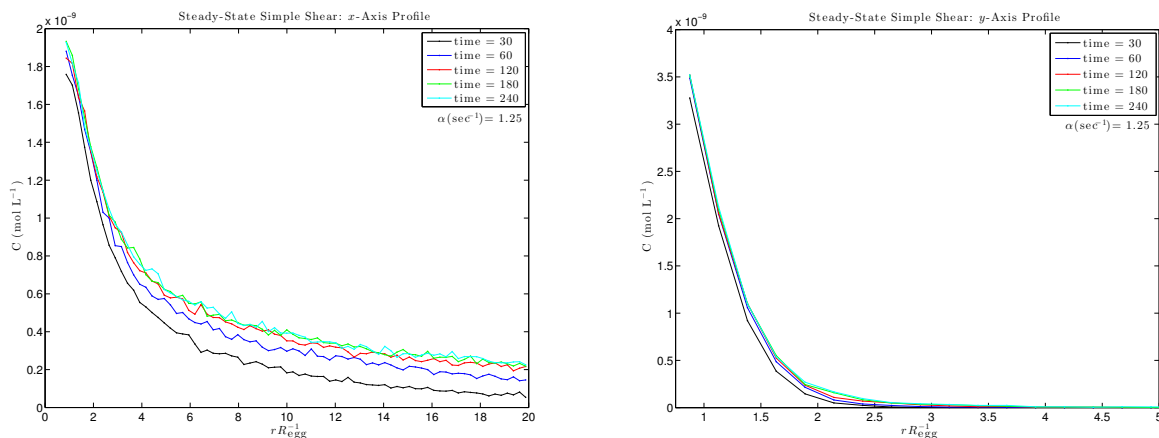 Steady-State Simple Shear: x-Axis Profile
x 10⁻⁹
2
1.8
1.6
1.4
1.2
1
0.8
0.6
0.4
0.2
0
C (mol L⁻¹)
0 2 4 6 8 10 12 14 16 18 20
rR⁻¹egg
time = 30
time = 60
time = 120
time = 180
time = 240
α(sec⁻¹)= 1.25
Steady-State Simple Shear: y-Axis Profile
x 10⁻⁹
4
3.5
3
2.5
2
1.5
1
0.5
0
C (mol L⁻¹)
1 1.5 2 2.5 3 3.5 4 4.5 5
rR⁻¹egg
time = 30
time = 60
time = 120
time = 180
time = 240
α(sec⁻¹)= 1.25